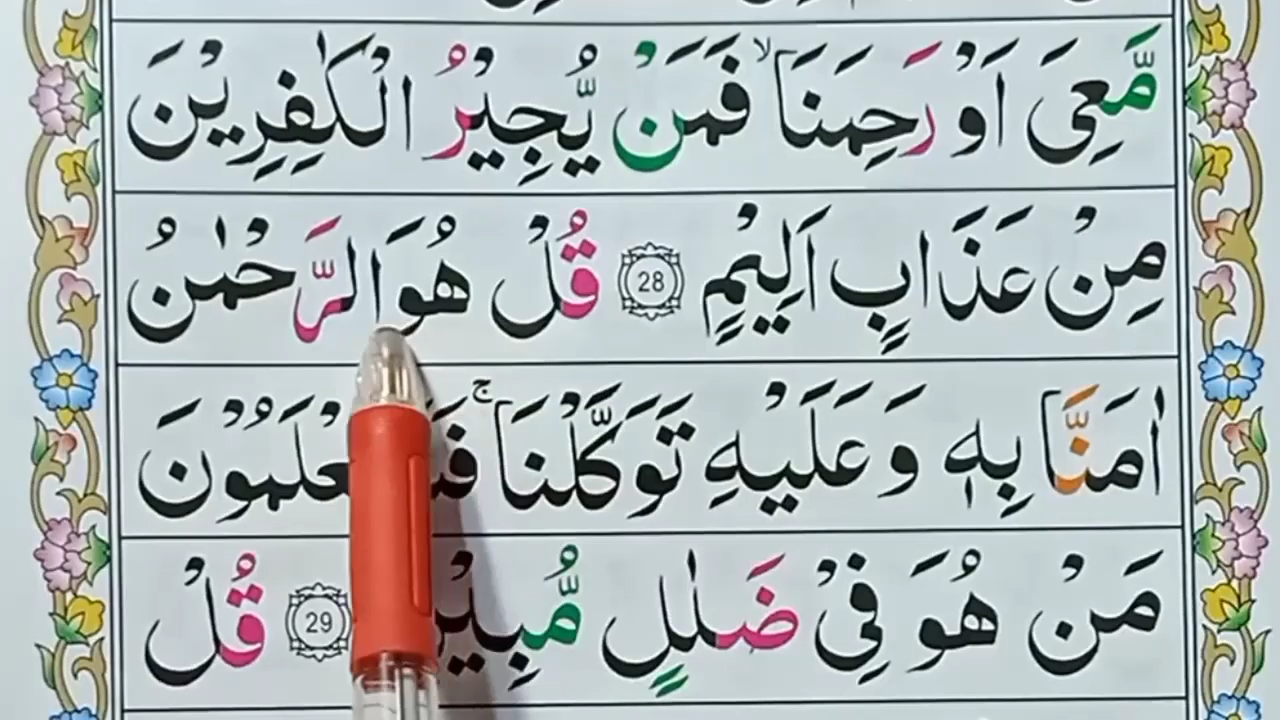 مَّعِیَ اَوْ رَحِمَنَا ۙ فَمَنْ یُّجِیْرُ الْكٰفِرِیْنَ
مِنْ عَذَابٍ اَلِیْمٍ 28 قُلْ هُوَ الرَّحْمٰنُ
اٰمَنَّا بِهٖ وَ عَلَیْهِ تَوَكَّلْنَا ۚ
مَنْ هُوَ فِیْ ضَلٰلٍ 29 قُلْ